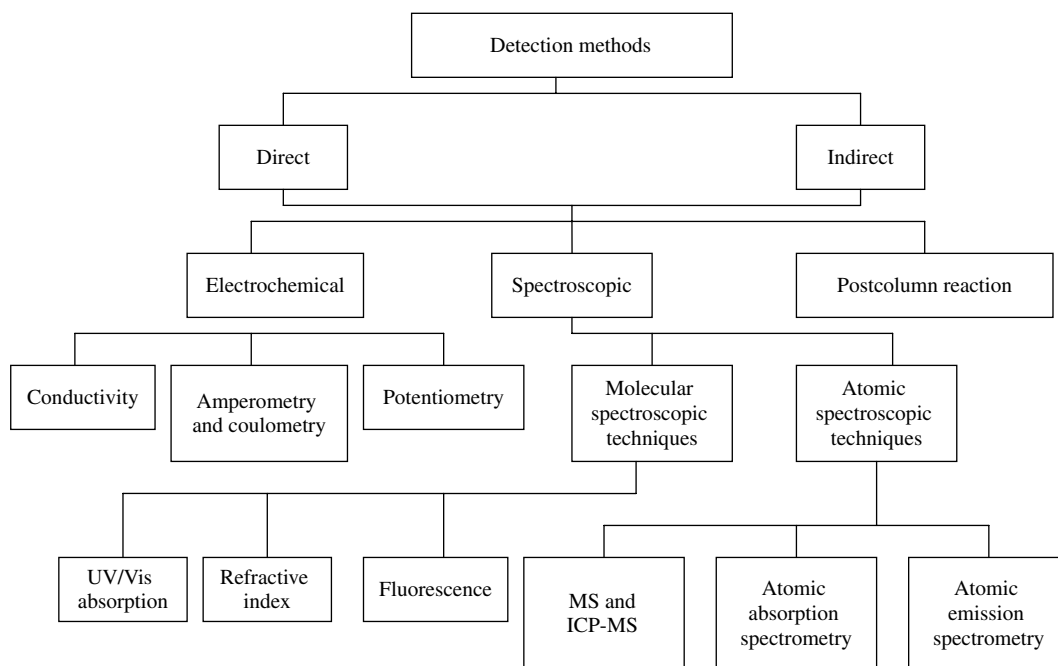 Detection methods
Direct
Indirect
Electrochemical
Spectroscopic
Postcolumn reaction
Conductivity
Amperometry
and coulometry
Potentiometry
Molecular
spectroscopic
techniques
Atomic
spectroscopic
techniques
UV/Vis
absorption
Refractive
index
Fluorescence
MS and
ICP-MS
Atomic
absorption
spectrometry
Atomic
emission
spectrometry